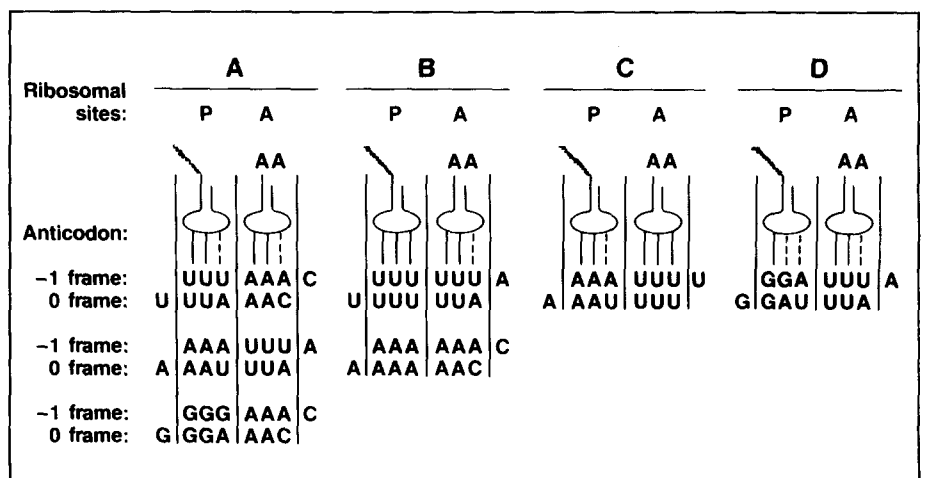 A B C D
Ribosomal
sites: P A P A P A P A
AA AA AA AA
Anticodon:
-1 frame: UUU AAA C UUU UUU A AAA UUU U GGA UUU A
0 frame: U UUA AAC U UUU UUA A AAU UUU G GAU UUA
-1 frame: AAA UUU A AAA AAA C
0 frame: A AAU UUA A AAA AAC
-1 frame: GGG AAA C
0 frame: G GGA AAC